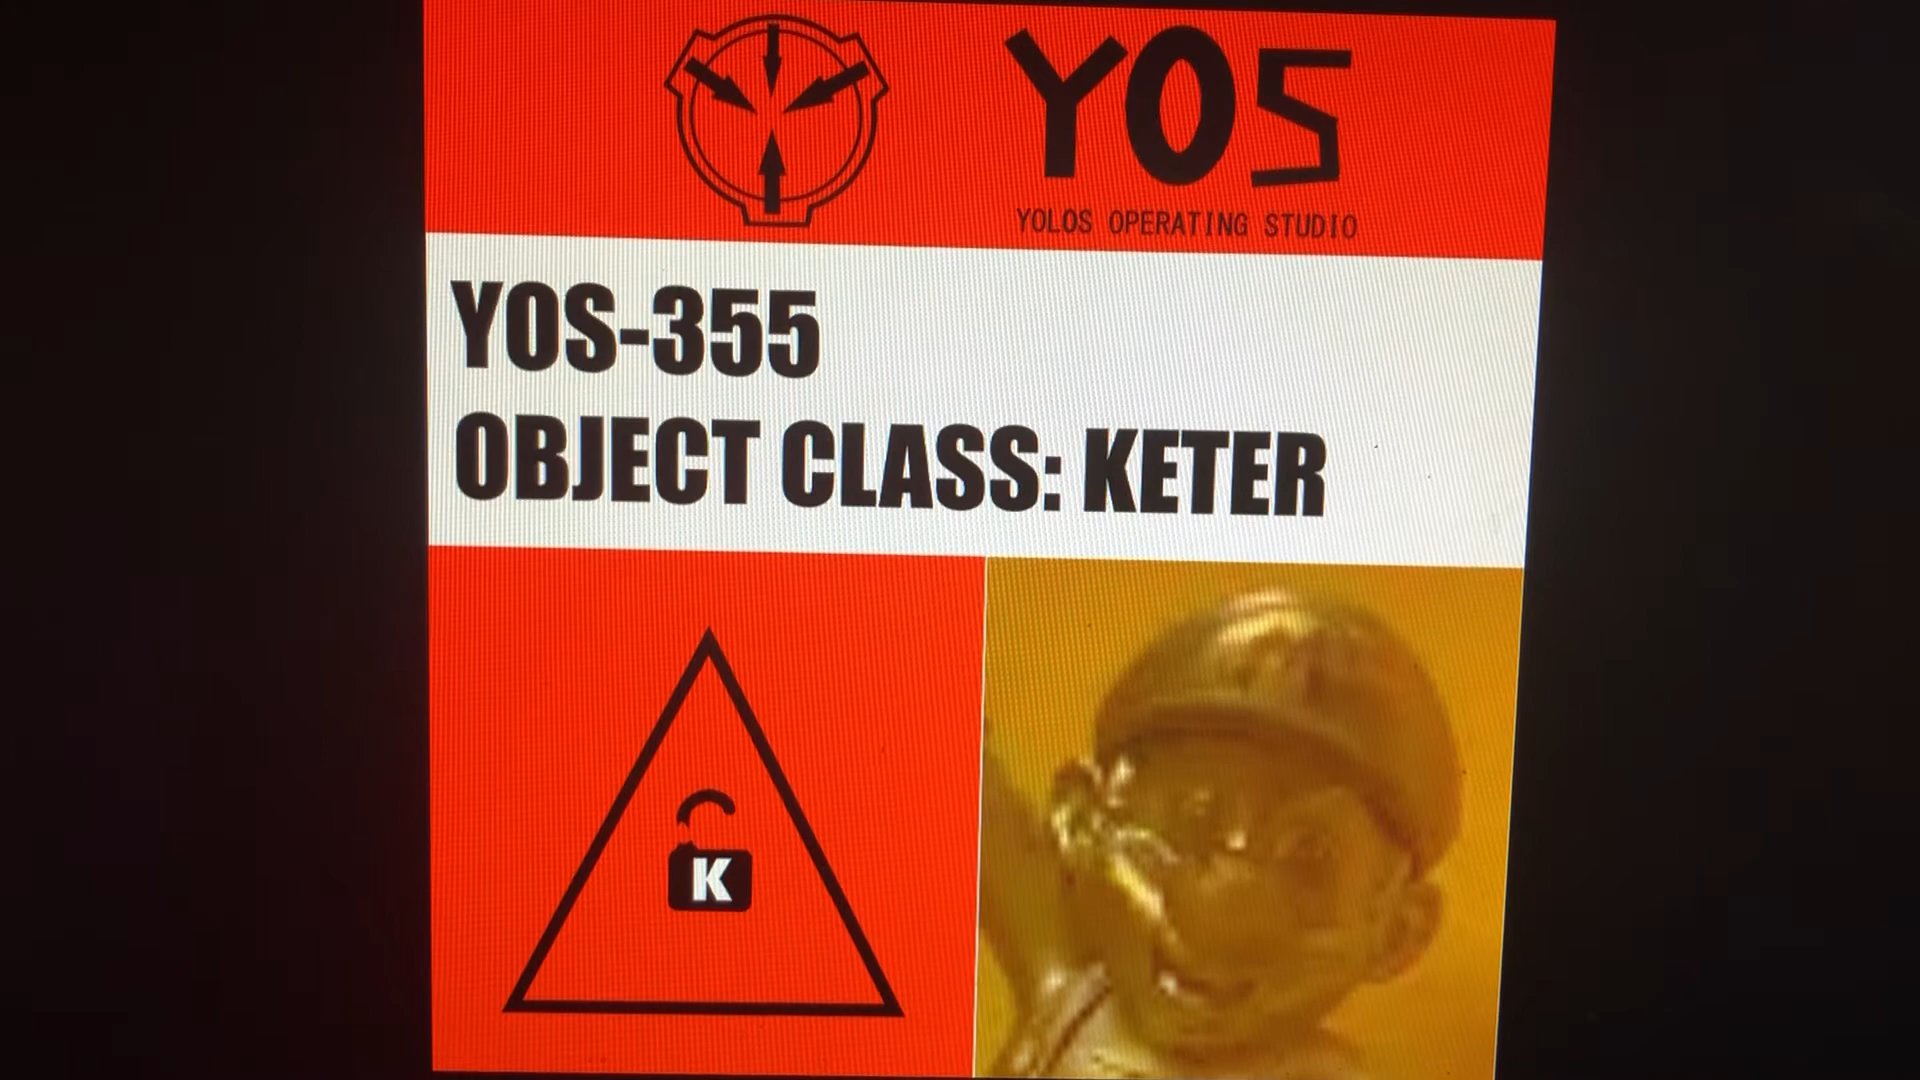 YOS
YOLOS OPERATING STUDIO
YOS-355
OBJECT CLASS: KETER
K